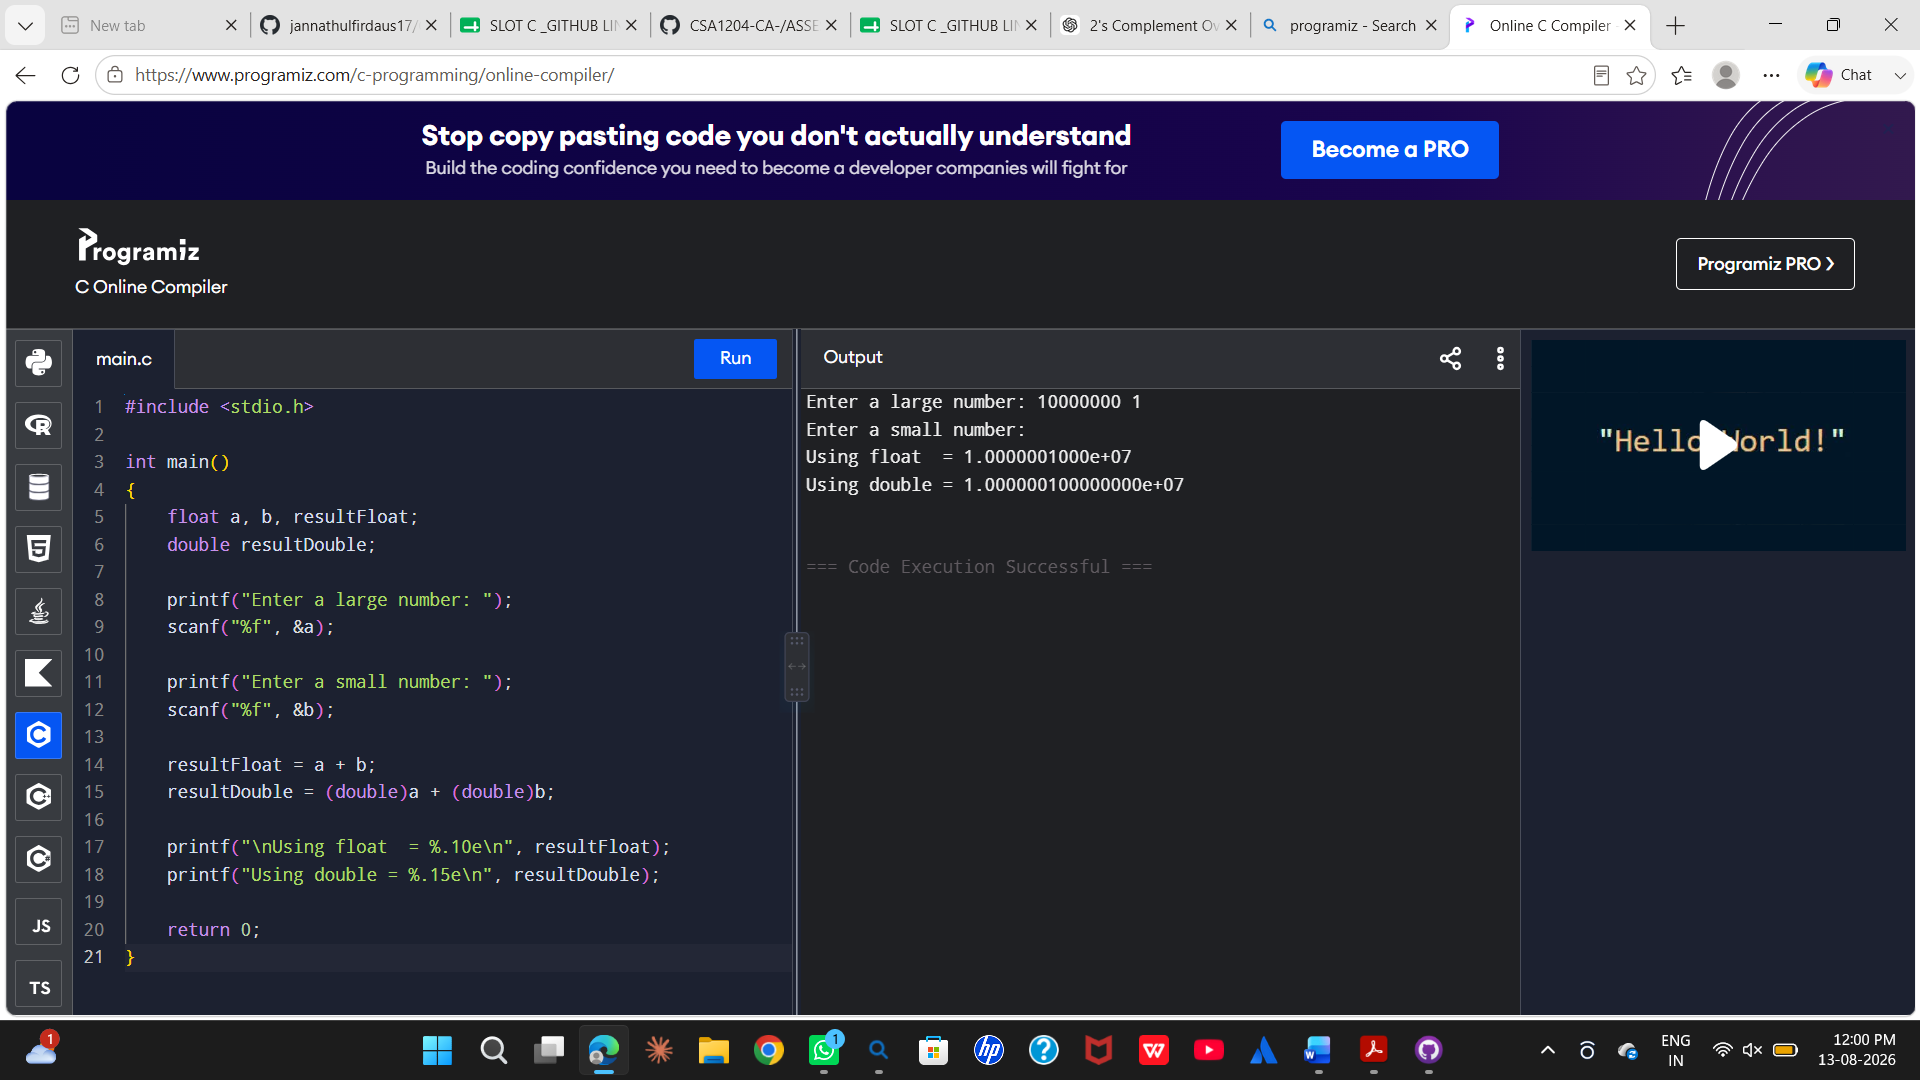 New tab
jannathulfirdaus17/
SLOT C _GITHUB LIN
CSA1204-CA-/ASSE
SLOT C _GITHUB LIN
2's Complement Ov
programiz - Search
Online C Compiler
https://www.programiz.com/c-programming/online-compiler/
Chat
Stop copy pasting code you don't actually understand
Build the coding confidence you need to become a developer companies will fight for
Become a PRO
Programiz
C Online Compiler
Programiz PRO
main.c
Run
1 #include <stdio.h>
2
3 int main()
4 {
5     float a, b, resultFloat;
6     double resultDouble;
7
8     printf("Enter a large number: ");
9     scanf("%f", &a);
10
11     printf("Enter a small number: ");
12     scanf("%f", &b);
13
14     resultFloat = a + b;
15     resultDouble = (double)a + (double)b;
16
17     printf("\nUsing float  = %.10e\n", resultFloat);
18     printf("Using double = %.15e\n", resultDouble);
19
20     return 0;
21 }
Output
Enter a large number: 10000000 1
Enter a small number:
Using float  = 1.0000001000e+07
Using double = 1.000000100000000e+07
=== Code Execution Successful ===
"Hello World!"
JS
TS
1
1
hp
W
ENG
IN
12:00 PM
13-08-2026